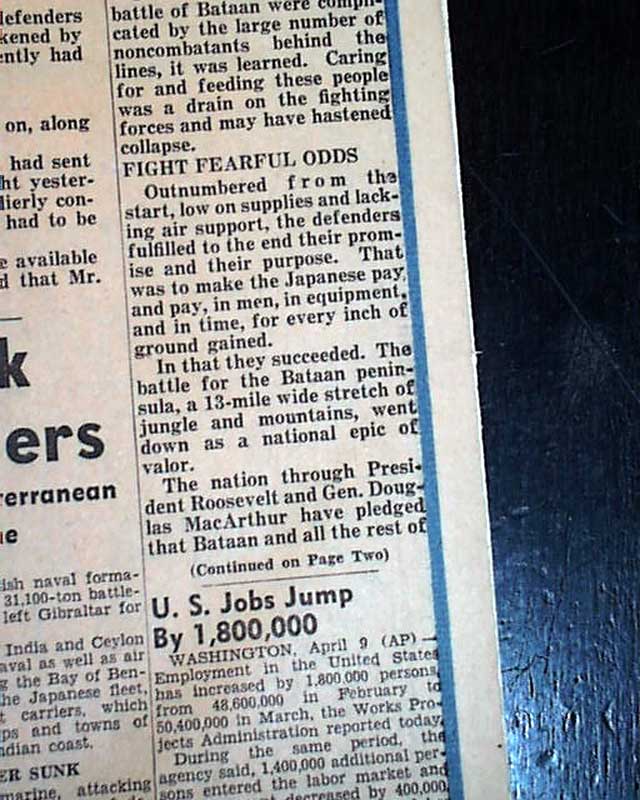 defenders
kened by
ently had
on, along
had sent
ht yester-
dierly con-
had to be
e available
d that Mr.
k
ers
erranean
e
ish naval forma-
31,100-ton battle-
left Gibraltar for
India and Ceylon
aval as well as air
g the Bay of Ben-
he Japanese fleet,
t carriers, which
ps and towns of
ndian coast.
ER SUNK
marine, attacking
battle of Bataan were compli-
cated by the large number of
noncombatants behind the
lines, it was learned. Caring
for and feeding these people
was a drain on the fighting
forces and may have hastened
collapse.
FIGHT FEARFUL ODDS
Outnumbered from the
start, low on supplies and lack-
ing air support, the defenders
fulfilled to the end their prom-
ise and their purpose. That
was to make the Japanese pay
and pay, in men, in equipment,
and in time, for every inch of
ground gained.
In that they succeeded. The
battle for the Bataan penin-
sula, a 13-mile wide stretch of
jungle and mountains, went
down as a national epic of
valor.
The nation through Presi-
dent Roosevelt and Gen. Doug-
las MacArthur have pledged
that Bataan and all the rest of
(Continued on Page Two)
U. S. Jobs Jump
By 1,800,000
WASHINGTON, April 9 (AP) —
Employment in the United States
has increased by 1,800,000 persons,
from 48,600,000 in February to
50,400,000 in March, the Works Pro-
jects Administration reported today.
During the same period, the
agency said, 1,400,000 additional per-
sons entered the labor market and
decreased by 400,000